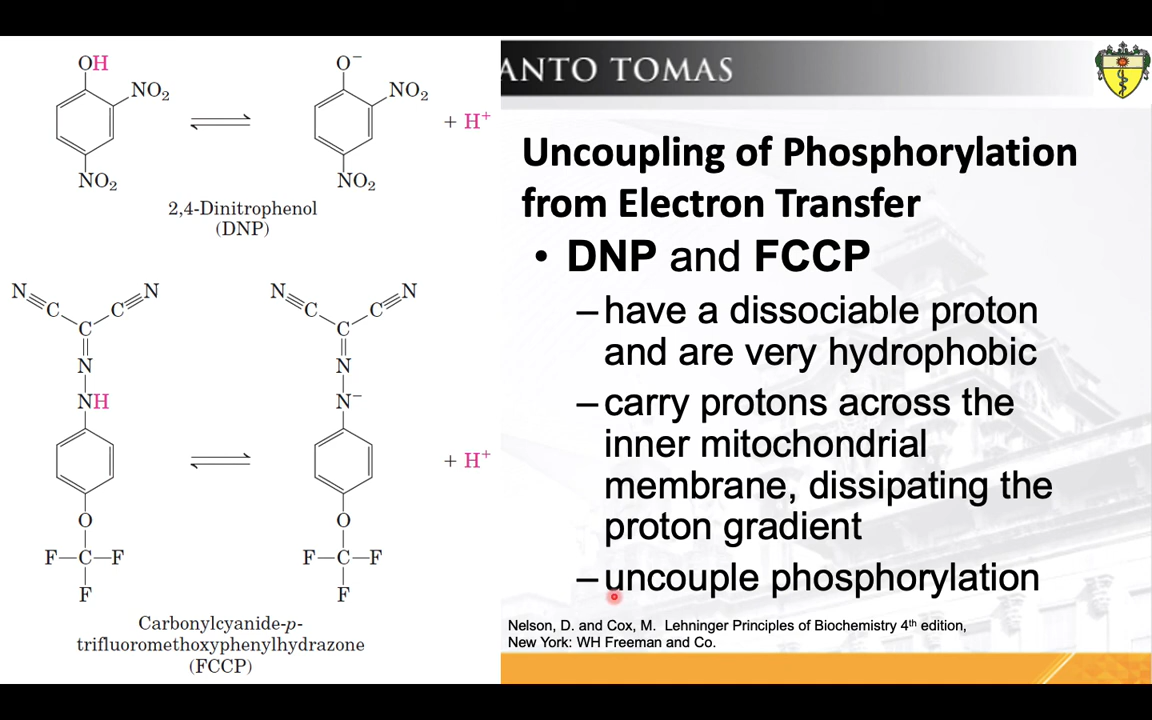 OH
NO₂
NO₂
O⁻
NO₂
NO₂
+ H⁺
2,4-Dinitrophenol
(DNP)
N C C N
C
N
NH
O
F—C—F
F
N C C N
C
N
N⁻
O
F—C—F
F
+ H⁺
Carbonylcyanide-p-
trifluoromethoxyphenylhydrazone
(FCCP)
ANTO TOMAS
Uncoupling of Phosphorylation
from Electron Transfer
• DNP and FCCP
–have a dissociable proton
and are very hydrophobic
–carry protons across the
inner mitochondrial
membrane, dissipating the
proton gradient
–uncouple phosphorylation
Nelson, D. and Cox, M. Lehninger Principles of Biochemistry 4th edition,
New York: WH Freeman and Co.